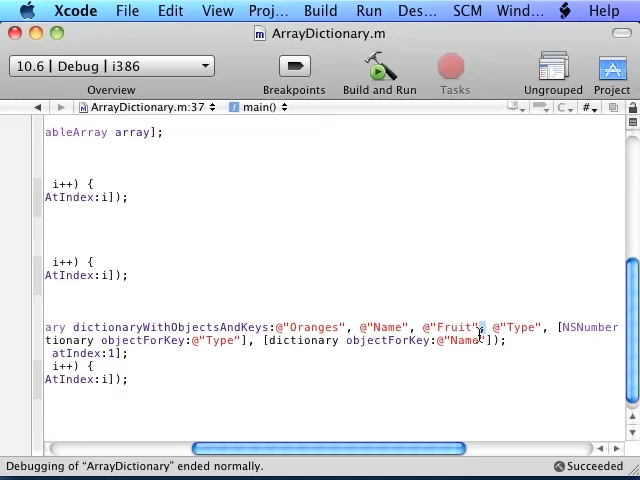 Xcode File Edit View Proj... Build Run Des... SCM Wind... Help
ArrayDictionary.m
10.6 | Debug | i386
Overview Breakpoints Build and Run Tasks Ungrouped Project
ArrayDictionary.m:37 main() C #
ableArray array];
i++) {
AtIndex:i]);
i++) {
AtIndex:i]);
ary dictionaryWithObjectsAndKeys:@"Oranges", @"Name", @"Fruit", @"Type", [NSNumber
tionary objectForKey:@"Type"], [dictionary objectForKey:@"Name"]);
atIndex:1];
i++) {
AtIndex:i]);
Debugging of "ArrayDictionary" ended normally. Succeeded